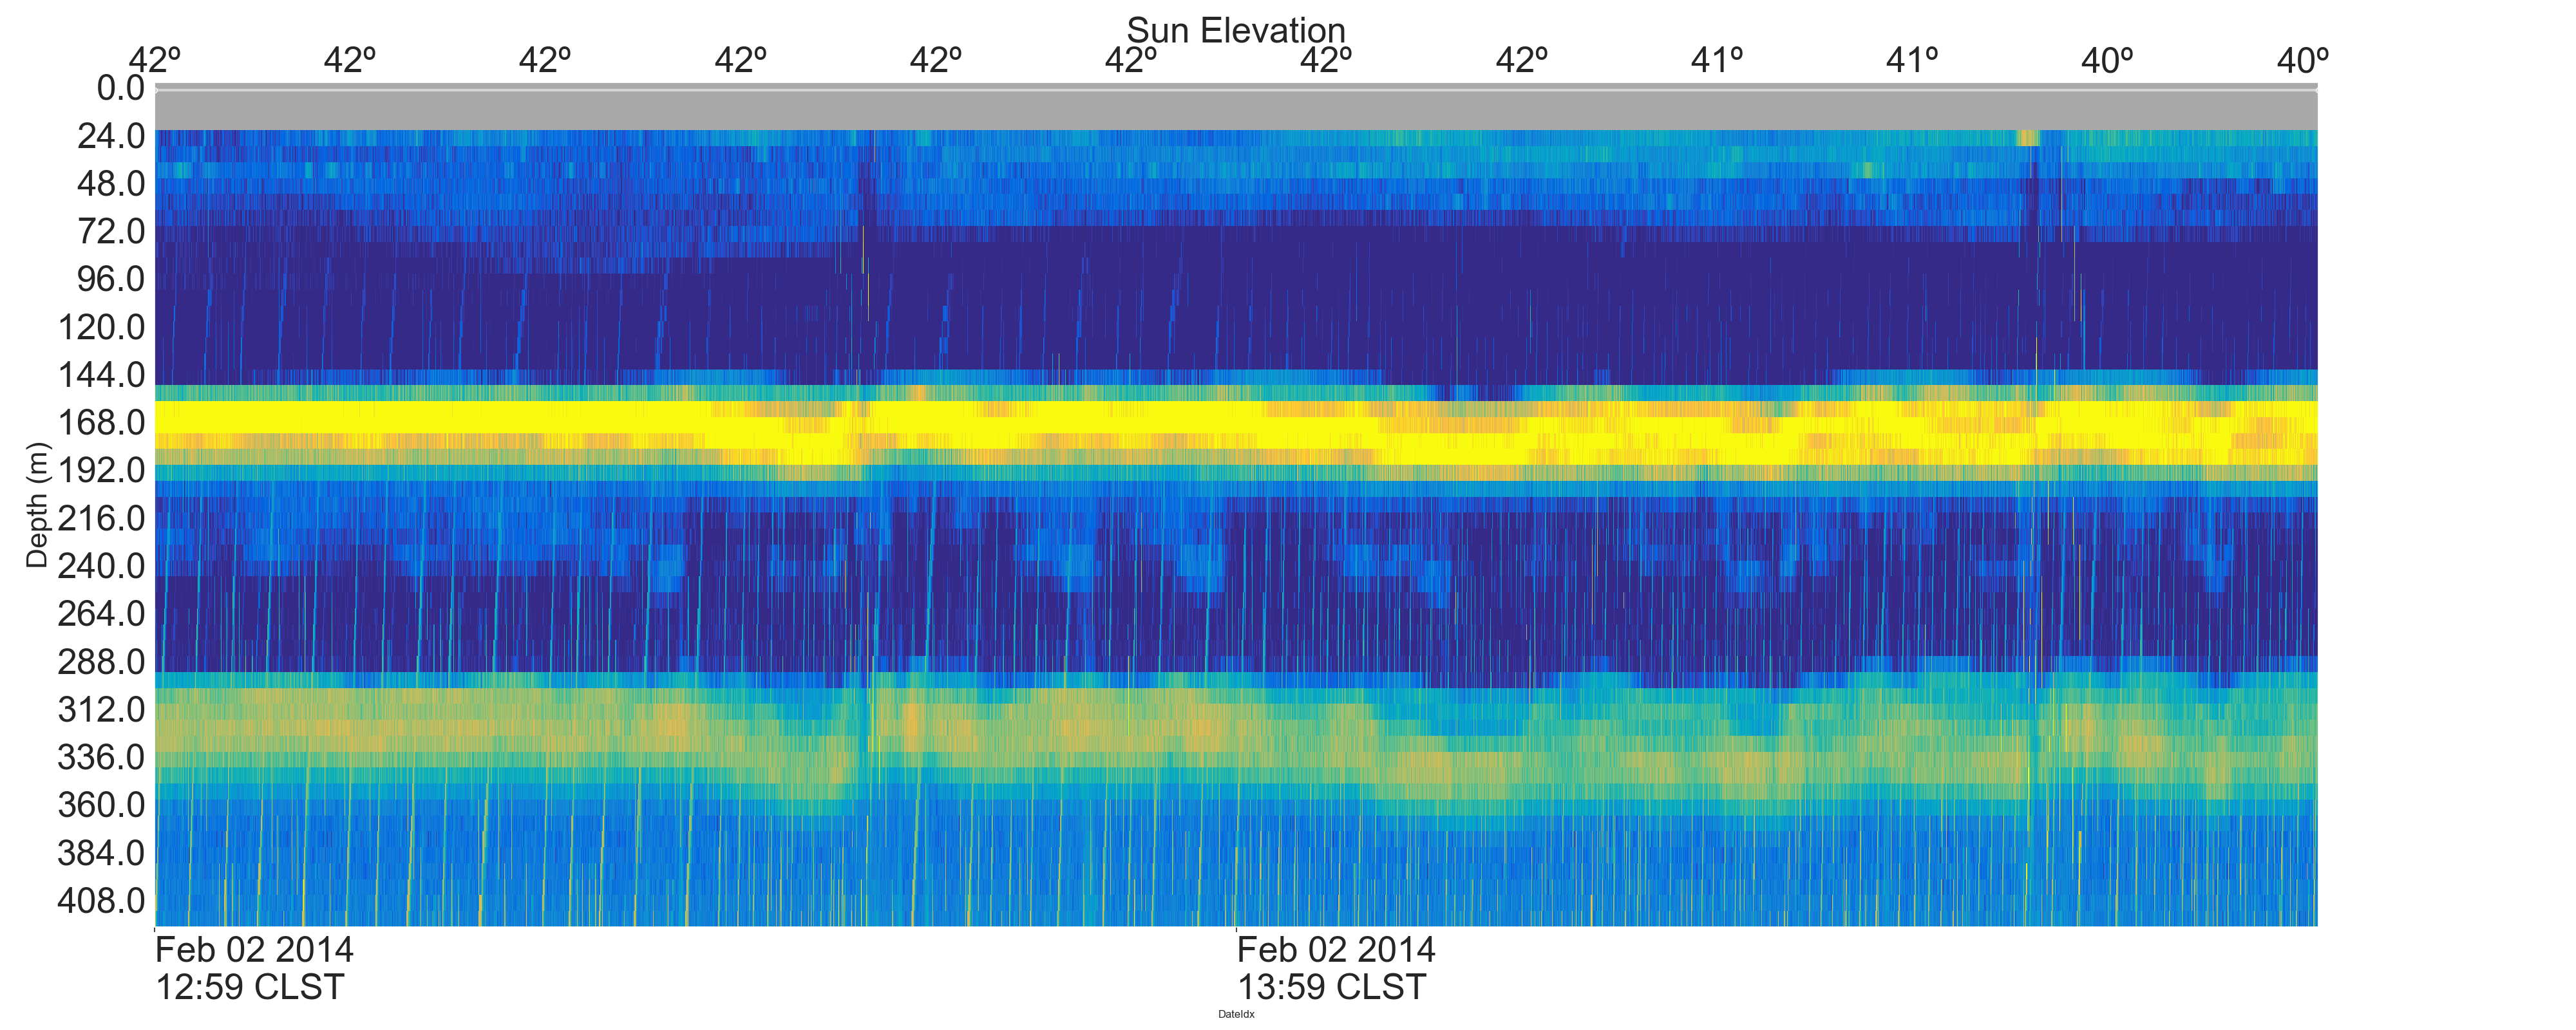 Sun Elevation
42º 42º 42º 42º 42º 42º 42º 42º 41º 41º 40º 40º
0.0
24.0
48.0
72.0
96.0
120.0
144.0
168.0
192.0
216.0
240.0
264.0
288.0
312.0
336.0
360.0
384.0
408.0
Depth (m)
Feb 02 2014
12:59 CLST
Feb 02 2014
13:59 CLST
DateIdx